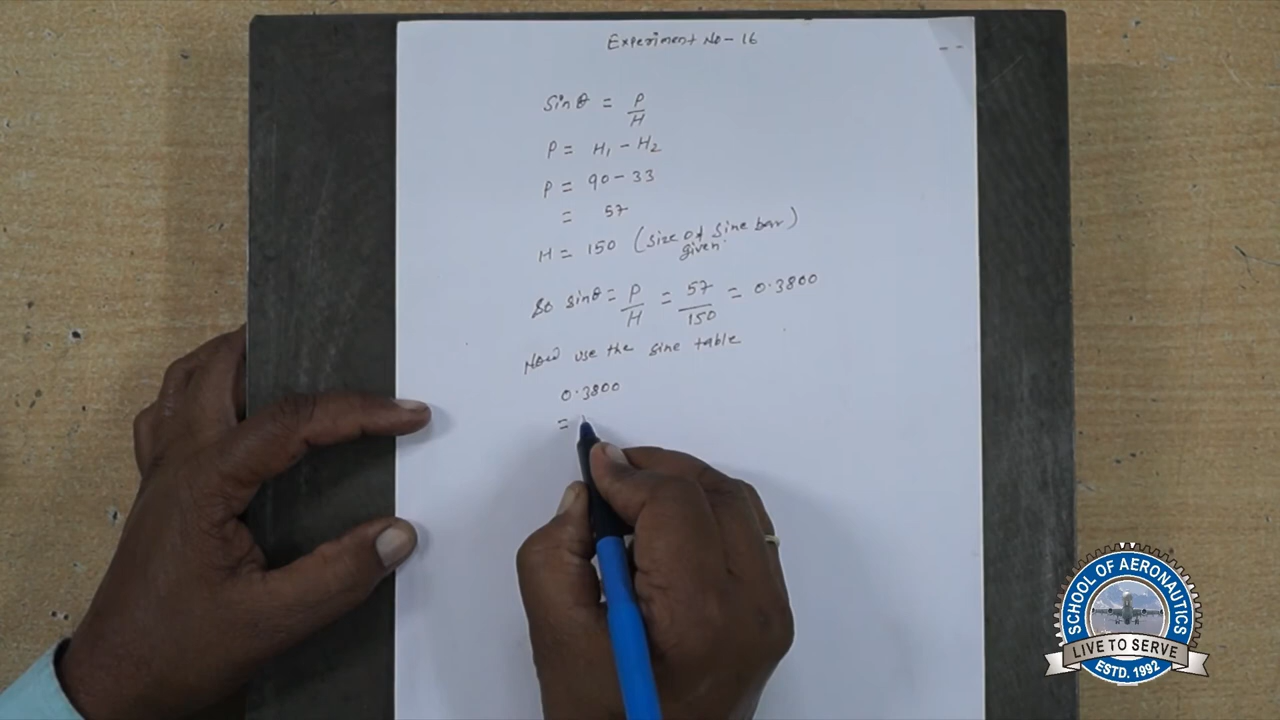 Experiment No - 16
Sinθ = P/H
P = H₁ - H₂
P = 90 - 33
= 57
H = 150 (Size of Sine bar)
given
So sinθ = P/H = 57/150 = 0.3800
Now use the sine table
0.3800
=
SCHOOL OF AERONAUTICS
LIVE TO SERVE
ESTD. 1992